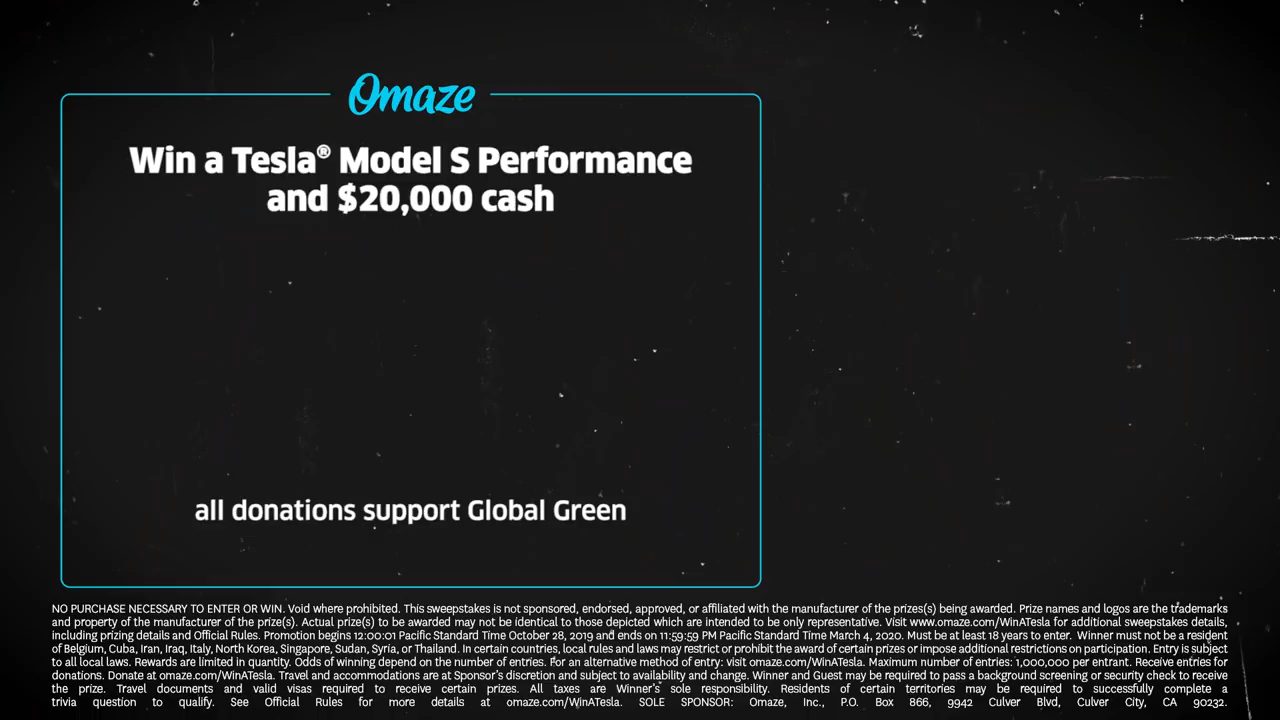 Omaze
Win a Tesla® Model S Performance
and $20,000 cash
all donations support Global Green
NO PURCHASE NECESSARY TO ENTER OR WIN. Void where prohibited. This sweepstakes is not sponsored, endorsed, approved, or affiliated with the manufacturer of the prizes(s) being awarded. Prize names and logos are the trademarks
and property of the manufacturer of the prize(s). Actual prize(s) to be awarded may not be identical to those depicted which are intended to be only representative. Visit www.omaze.com/WinATesla for additional sweepstakes details,
including prizing details and Official Rules. Promotion begins 12:00:01 Pacific Standard Time October 28, 2019 and ends on 11:59:59 PM Pacific Standard Time March 4, 2020. Must be at least 18 years to enter. Winner must not be a resident
of Belgium, Cuba, Iran, Iraq, Italy, North Korea, Singapore, Sudan, Syria, or Thailand. In certain countries, local rules and laws may restrict or prohibit the award of certain prizes or impose additional restrictions on participation. Entry is subject
to all local laws. Rewards are limited in quantity. Odds of winning depend on the number of entries. For an alternative method of entry: visit omaze.com/WinATesla. Maximum number of entries: 1,000,000 per entrant. Receive entries for
donations. Donate at omaze.com/WinATesla. Travel and accommodations are at Sponsor's discretion and subject to availability and change. Winner and Guest may be required to pass a background screening or security check to receive
the prize. Travel documents and valid visas required to receive certain prizes. All taxes are Winner's sole responsibility. Residents of certain territories may be required to successfully complete a
trivia question to qualify. See Official Rules for more details at omaze.com/WinATesla. SOLE SPONSOR: Omaze, Inc., P.O. Box 866, 9942 Culver Blvd, Culver City, CA 90232.